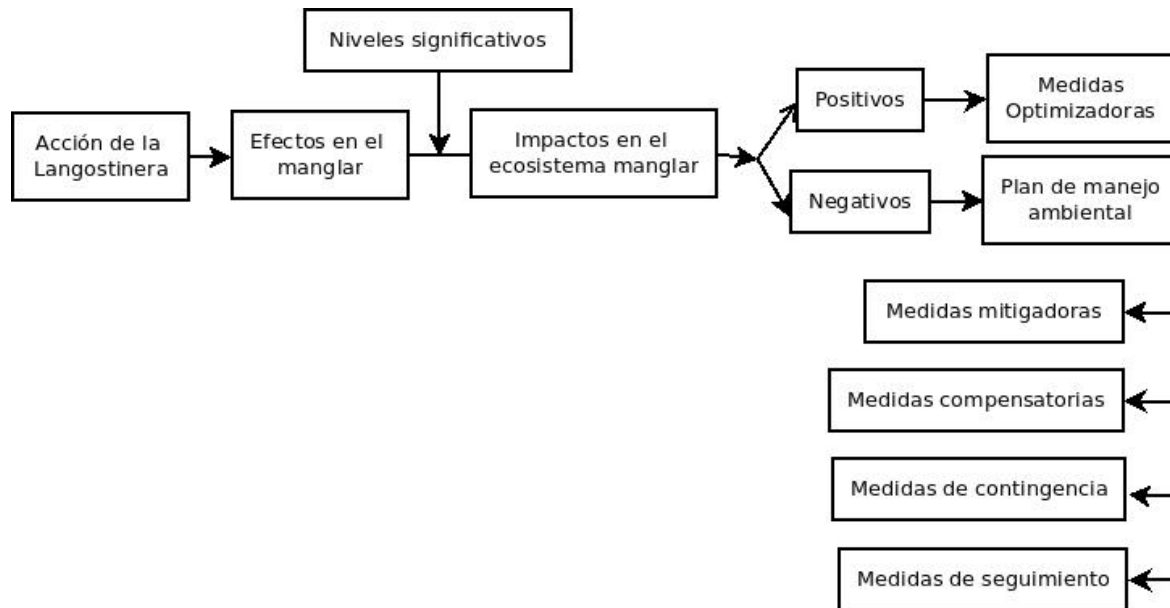 Niveles significativos
Acción de la
Langostinera
Efectos en el
manglar
Impactos en el
ecosistema manglar
Positivos
Medidas
Optimizadoras
Negativos
Plan de manejo
ambiental
Medidas mitigadoras
Medidas compensatorias
Medidas de contingencia
Medidas de seguimiento